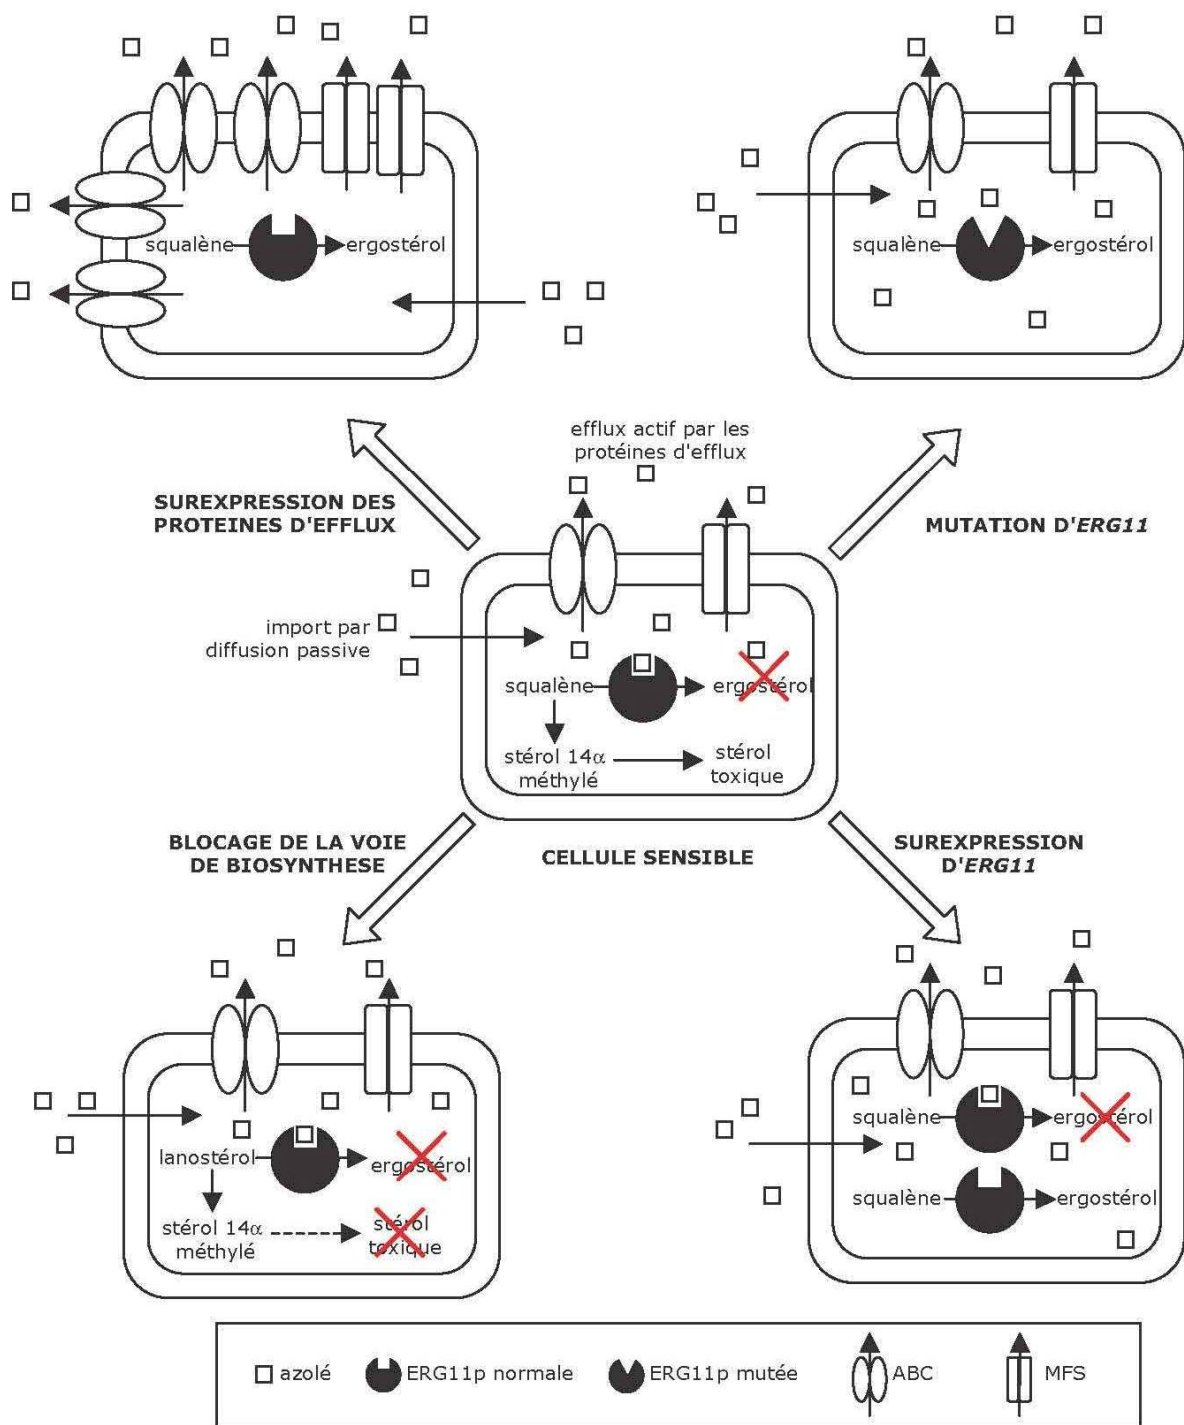 squalène
ergostérol
squalène
ergostérol
efflux actif par les
protéines d'efflux
SUREXPRESSION DES
PROTEINES D'EFFLUX
MUTATION D'ERG11
import par
diffusion passive
squalène
ergostérol
stérol 14α
méthylé
stérol
toxique
BLOCAGE DE LA VOIE
DE BIOSYNTHESE
CELLULE SENSIBLE
SUREXPRESSION
D'ERG11
lanostérol
ergostérol
stérol 14α
méthylé
stérol
toxique
squalène
ergostérol
squalène
ergostérol
azolé
ERG11p normale
ERG11p mutée
ABC
MFS